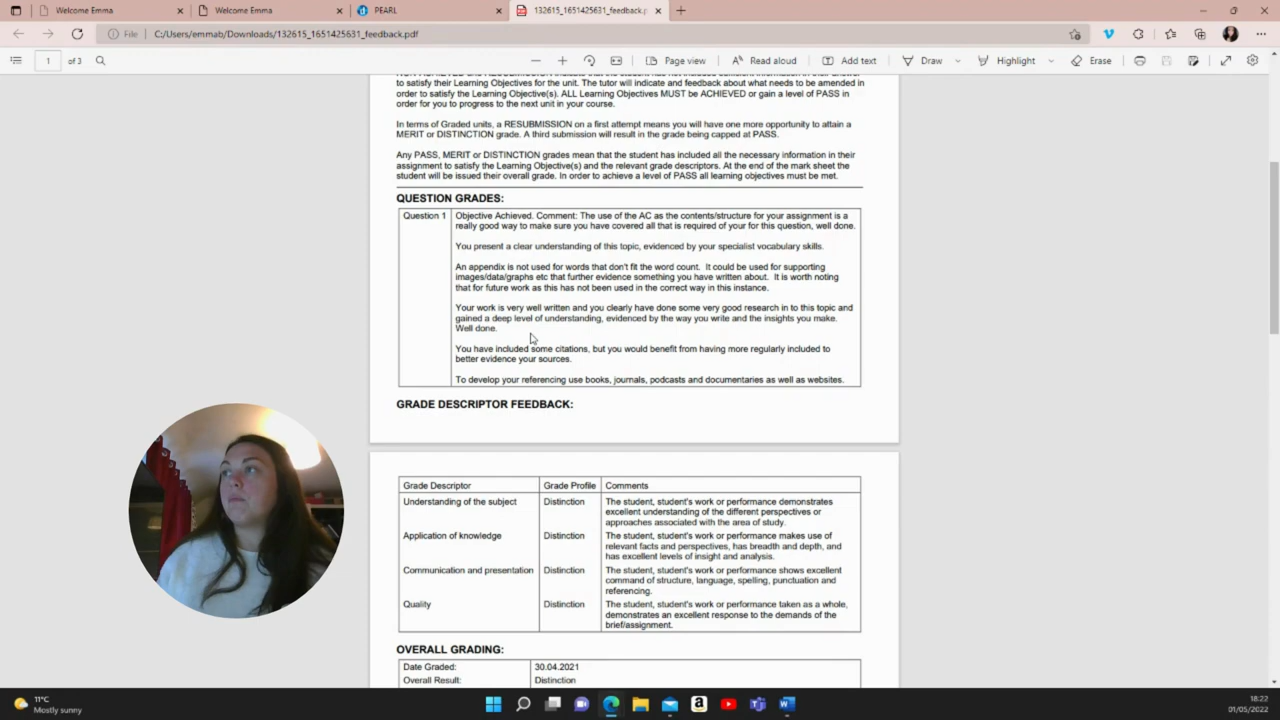 Welcome Emma
Welcome Emma
PEARL
132615_1651425631_feedback.pdf
File
C:/Users/emmab/Downloads/132615_1651425631_feedback.pdf
1 of 3
Page view
Read aloud
Add text
Draw
Highlight
Erase
to satisfy their Learning Objectives for the unit. The tutor will indicate and feedback about what needs to be amended in
order to satisfy the Learning Objective(s). ALL Learning Objectives MUST be ACHIEVED or gain a level of PASS in
order for you to progress to the next unit in your course.
In terms of Graded units, a RESUBMISSION on a first attempt means you will have one more opportunity to attain a
MERIT or DISTINCTION grade. A third submission will result in the grade being capped at PASS.
Any PASS, MERIT or DISTINCTION grades mean that the student has included all the necessary information in their
assignment to satisfy the Learning Objective(s) and the relevant grade descriptors. At the end of the mark sheet the
student will be issued their overall grade. In order to achieve a level of PASS all learning objectives must be met.
QUESTION GRADES:
Question 1
Objective Achieved. Comment: The use of the AC as the contents/structure for your assignment is a
really good way to make sure you have covered all that is required of your for this question, well done.
You present a clear understanding of this topic, evidenced by your specialist vocabulary skills.
An appendix is not used for words that don't fit the word count. It could be used for supporting
images/data/graphs etc that further evidence something you have written about. It is worth noting
that for future work as this has not been used in the correct way in this instance.
Your work is very well written and you clearly have done some very good research in to this topic and
gained a deep level of understanding, evidenced by the way you write and the insights you make.
Well done.
You have included some citations, but you would benefit from having more regularly included to
better evidence your sources.
To develop your referencing use books, journals, podcasts and documentaries as well as websites.
GRADE DESCRIPTOR FEEDBACK:
Grade Descriptor
Grade Profile
Comments
Understanding of the subject
Distinction
The student, student's work or performance demonstrates
excellent understanding of the different perspectives or
approaches associated with the area of study.
Application of knowledge
Distinction
The student, student's work or performance makes use of
relevant facts and perspectives, has breadth and depth, and
has excellent levels of insight and analysis.
Communication and presentation
Distinction
The student, student's work or performance shows excellent
command of structure, language, spelling, punctuation and
referencing.
Quality
Distinction
The student, student's work or performance taken as a whole,
demonstrates an excellent response to the demands of the
brief/assignment.
OVERALL GRADING:
Date Graded:
30.04.2021
Overall Result:
Distinction
11°C
Mostly sunny
18:22
01/05/2022